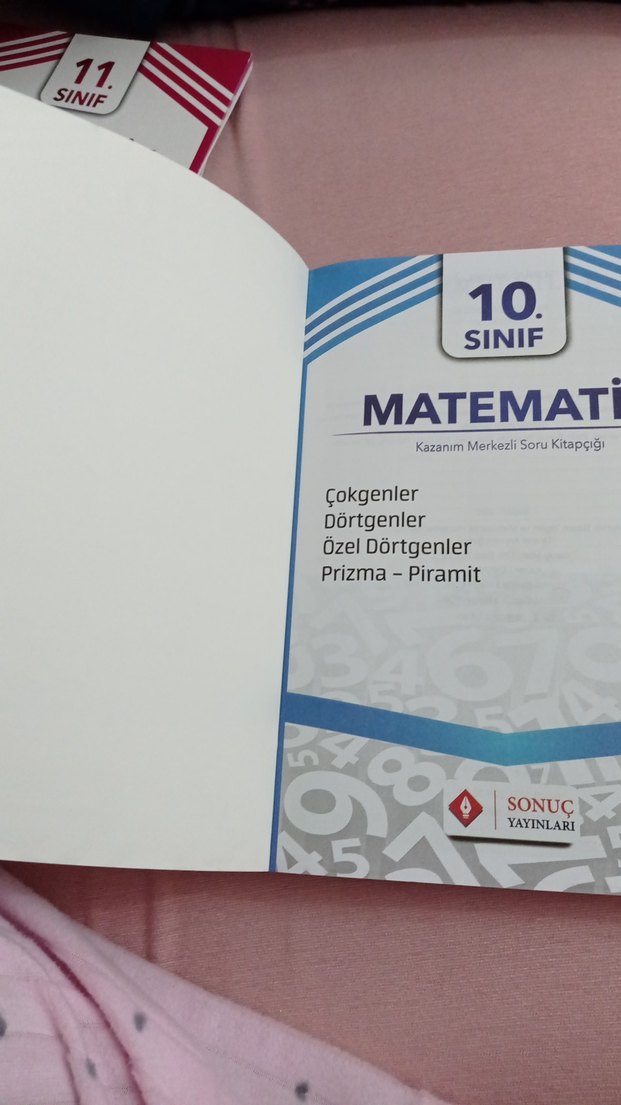 11.
SINIF
10.
SINIF
MATEMATİ
Kazanım Merkezli Soru Kitapçığı
Çokgenler
Dörtgenler
Özel Dörtgenler
Prizma – Piramit
SONUÇ
YAYINLARI